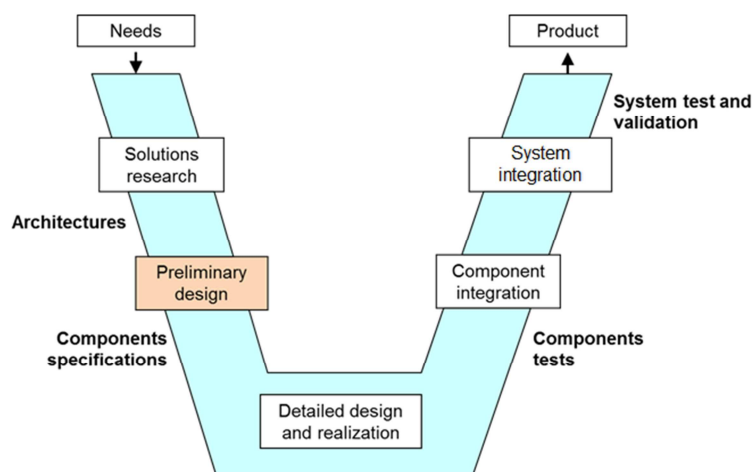 Needs
Product
System test and
validation
Solutions
research
System
integration
Architectures
Preliminary
design
Component
integration
Components
specifications
Components
tests
Detailed design
and realization